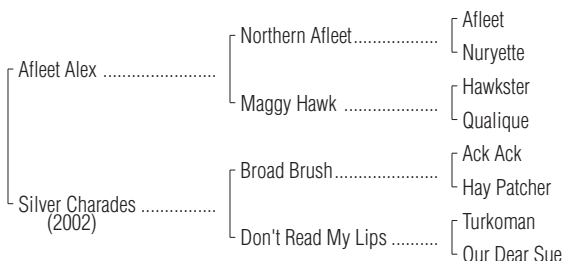 Afleet
Northern Afleet..................
Nuryette
Afleet Alex ........................
Hawkster
Maggy Hawk ....................
Qualique
Ack Ack
Broad Brush......................
Hay Patcher
Silver Charades ................
(2002)
Turkoman
Don't Read My Lips ..........
Our Dear Sue